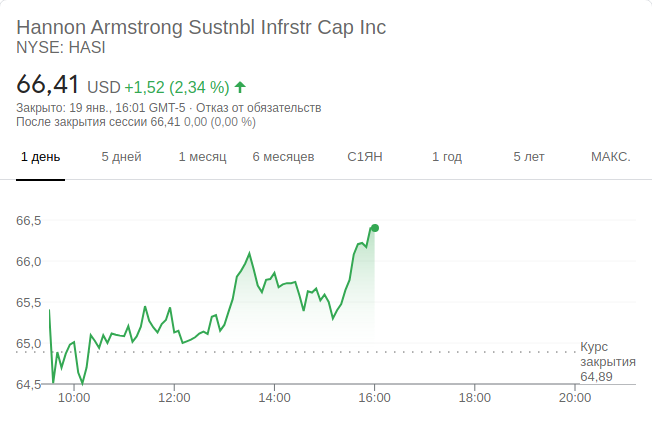 Hannon Armstrong Sustnbl Infrstr Cap Inc
NYSE: HASI
66,41 USD +1,52 (2,34 %)
Закрыто: 19 янв., 16:01 GMT-5 · Отказ от обязательств
После закрытия сессии 66,41 0,00 (0,00 %)
1 день 5 дней 1 месяц 6 месяцев С1ЯН 1 год 5 лет МАКС.
66,5
66,0
65,5
65,0
64,5
Курс
закрытия
64,89
10:00 12:00 14:00 16:00 18:00 20:00